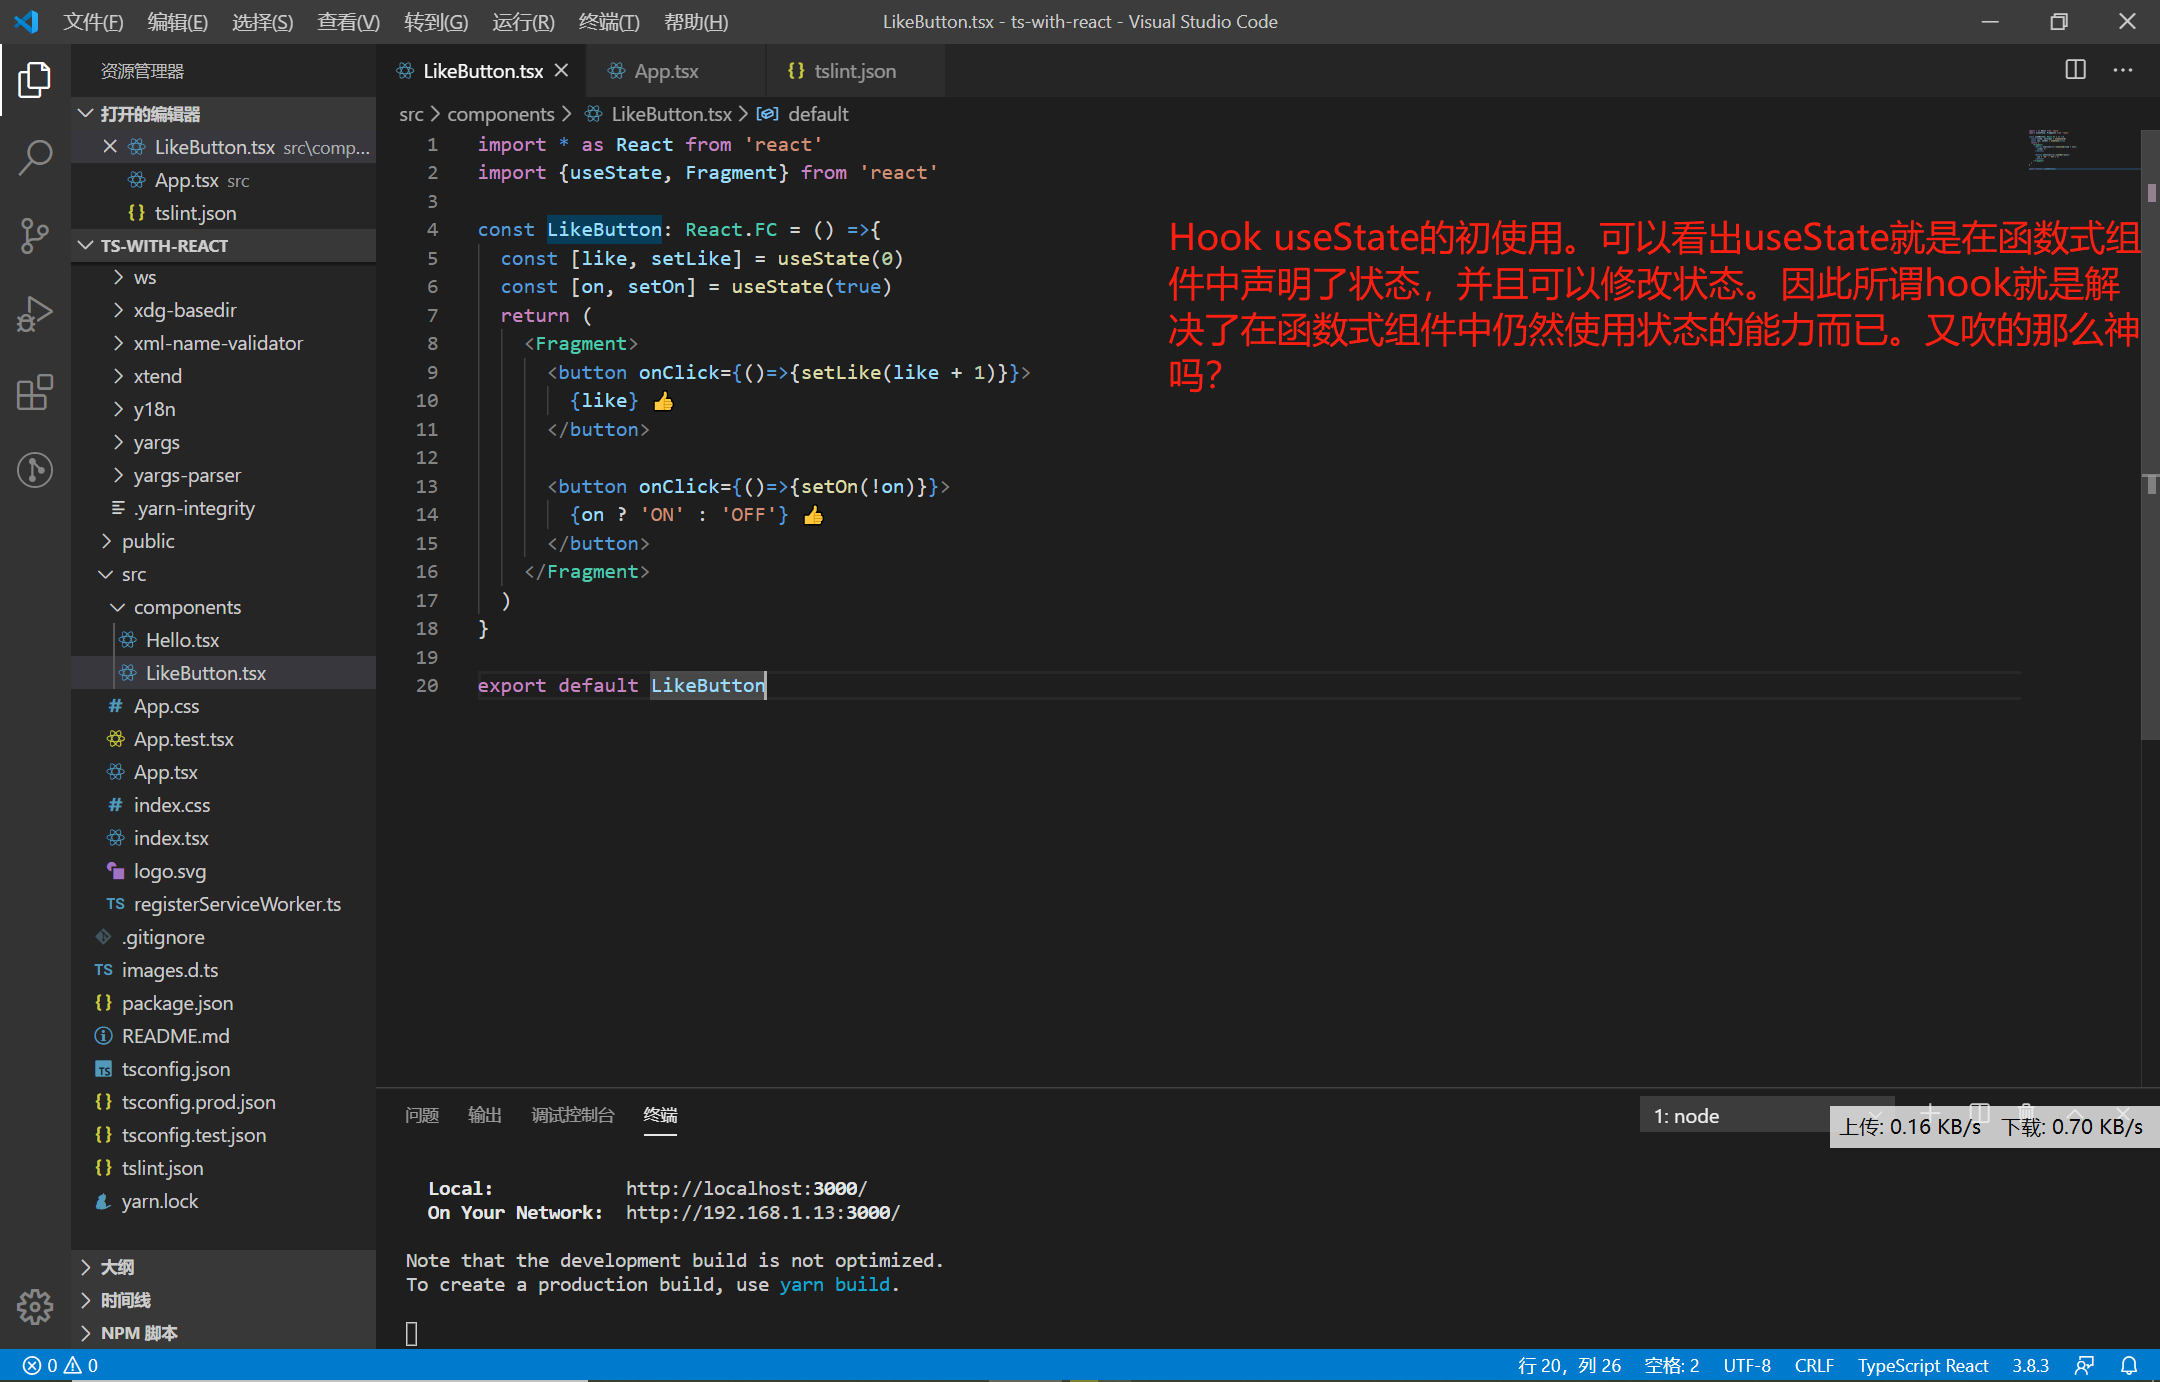 文件(F) 编辑(E) 选择(S) 查看(V) 转到(G) 运行(R) 终端(T) 帮助(H) LikeButton.tsx - ts-with-react - Visual Studio Code
资源管理器
打开的编辑器
LikeButton.tsx src\comp...
App.tsx src
{} tslint.json
TS-WITH-REACT
ws
xdg-basedir
xml-name-validator
xtend
y18n
yargs
yargs-parser
.yarn-integrity
public
src
components
Hello.tsx
LikeButton.tsx
# App.css
App.test.tsx
App.tsx
# index.css
index.tsx
logo.svg
TS registerServiceWorker.ts
.gitignore
TS images.d.ts
{} package.json
README.md
TS tsconfig.json
{} tsconfig.prod.json
{} tsconfig.test.json
{} tslint.json
yarn.lock
大纲
时间线
NPM 脚本
LikeButton.tsx App.tsx {} tslint.json
src > components > LikeButton.tsx > default
1 import * as React from 'react'
2 import {useState, Fragment} from 'react'
3
4 const LikeButton: React.FC = () =>{
5 const [like, setLike] = useState(0)
6 const [on, setOn] = useState(true)
7 return (
8 <Fragment>
9 <button onClick={()=>{setLike(like + 1)}}>
10 {like} 👍
11 </button>
12
13 <button onClick={()=>{setOn(!on)}}>
14 {on ? 'ON' : 'OFF'} 👍
15 </button>
16 </Fragment>
17 )
18 }
19
20 export default LikeButton
Hook useState的初使用。可以看出useState就是在函数式组
件中声明了状态，并且可以修改状态。因此所谓hook就是解
决了在函数式组件中仍然使用状态的能力而已。又吹的那么神
吗？
问题 输出 调试控制台 终端 1: node
上传: 0.16 KB/s 下载: 0.70 KB/s
Local: http://localhost:3000/
On Your Network: http://192.168.1.13:3000/
Note that the development build is not optimized.
To create a production build, use yarn build.
0 0 行 20，列 26 空格: 2 UTF-8 CRLF TypeScript React 3.8.3